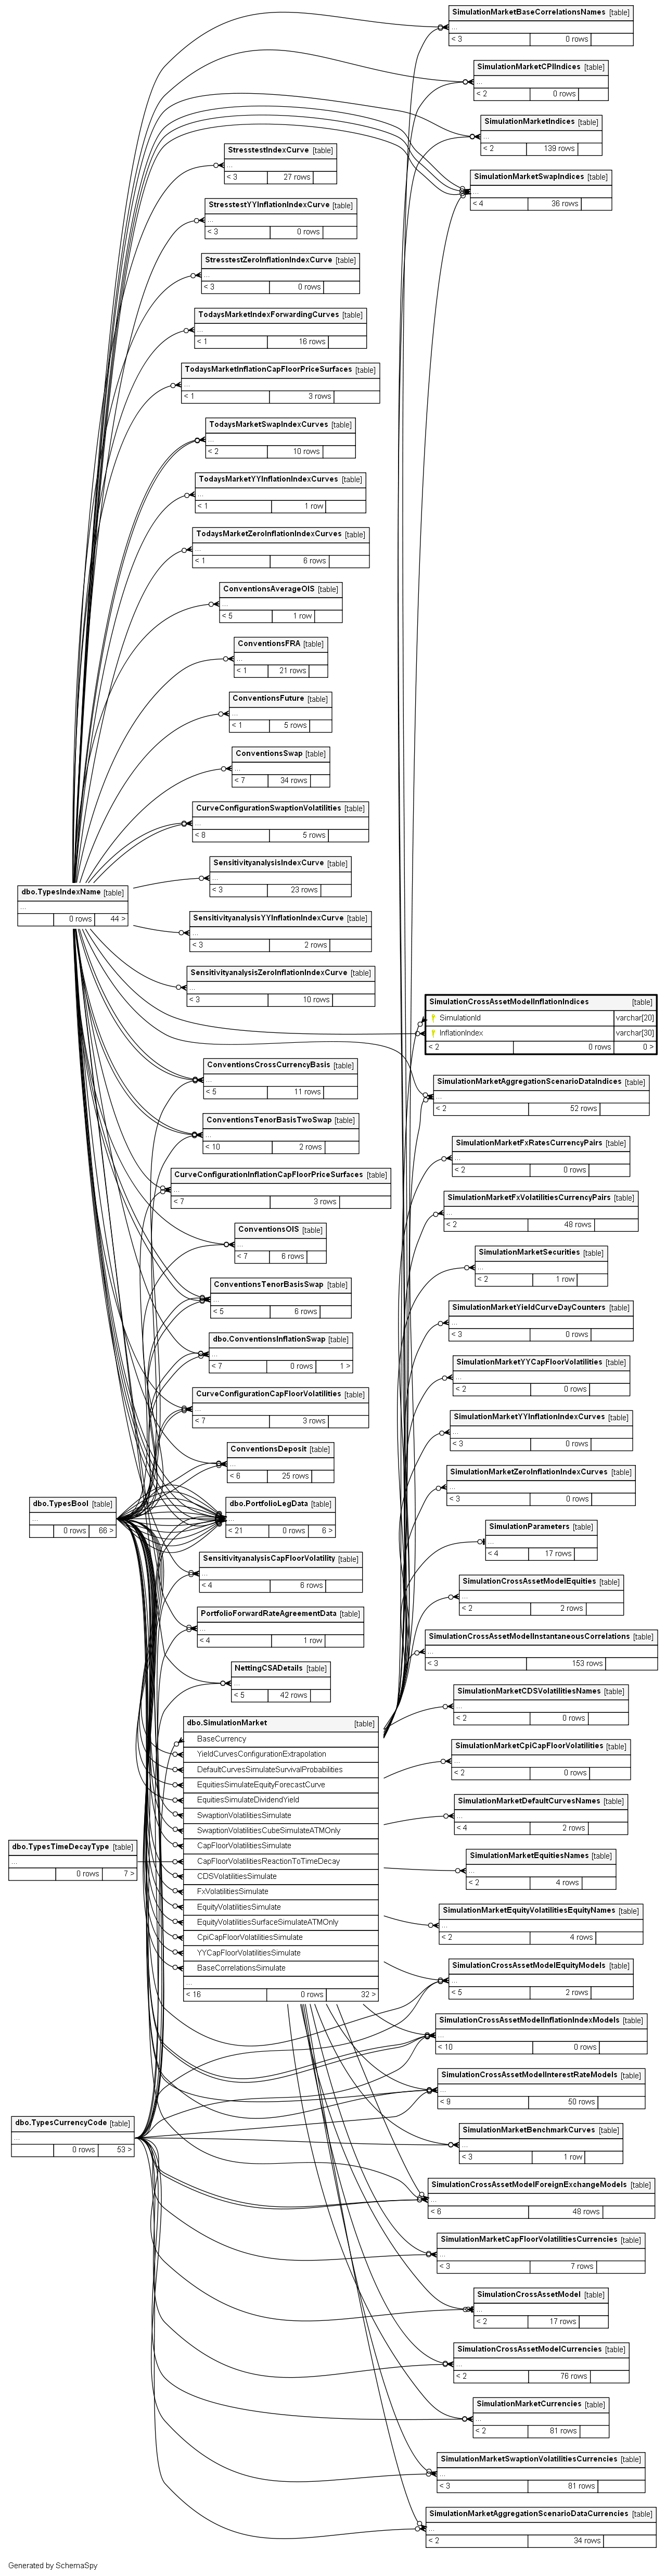 SimulationMarketBaseCorrelationsNames [table]
...
< 3 0 rows
SimulationMarketCPIIndices [table]
...
< 2 0 rows
SimulationMarketIndices [table]
...
< 2 139 rows
SimulationMarketSwapIndices [table]
...
< 4 36 rows
StresstestIndexCurve [table]
...
< 3 27 rows
StresstestYYInflationIndexCurve [table]
...
< 3 0 rows
StresstestZeroInflationIndexCurve [table]
...
< 3 0 rows
TodaysMarketIndexForwardingCurves [table]
...
< 1 16 rows
TodaysMarketInflationCapFloorPriceSurfaces [table]
...
< 1 3 rows
TodaysMarketSwapIndexCurves [table]
...
< 2 10 rows
TodaysMarketYYInflationIndexCurves [table]
...
< 1 1 row
TodaysMarketZeroInflationIndexCurves [table]
...
< 1 6 rows
ConventionsAverageOIS [table]
...
< 5 1 row
ConventionsFRA [table]
...
< 1 21 rows
ConventionsFuture [table]
...
< 1 5 rows
ConventionsSwap [table]
...
< 7 34 rows
CurveConfigurationSwaptionVolatilities [table]
...
< 8 5 rows
SensitivityanalysisIndexCurve [table]
...
< 3 23 rows
dbo.TypesIndexName [table]
...
0 rows 44 >
SensitivityanalysisYYInflationIndexCurve [table]
...
< 3 2 rows
SensitivityanalysisZeroInflationIndexCurve [table]
...
< 3 10 rows
SimulationCrossAssetModelInflationIndices [table]
SimulationId varchar[20]
InflationIndex varchar[30]
< 2 0 rows 0 >
ConventionsCrossCurrencyBasis [table]
...
< 5 11 rows
SimulationMarketAggregationScenarioDataIndices [table]
...
< 2 52 rows
ConventionsTenorBasisTwoSwap [table]
...
< 10 2 rows
SimulationMarketFxRatesCurrencyPairs [table]
...
< 2 0 rows
CurveConfigurationInflationCapFloorPriceSurfaces [table]
...
< 7 3 rows
SimulationMarketFxVolatilitiesCurrencyPairs [table]
...
< 2 48 rows
ConventionsOIS [table]
...
< 7 6 rows
SimulationMarketSecurities [table]
...
< 2 1 row
ConventionsTenorBasisSwap [table]
...
< 5 6 rows
SimulationMarketYieldCurveDayCounters [table]
...
< 3 0 rows
dbo.ConventionsInflationSwap [table]
...
< 7 0 rows 1 >
SimulationMarketYYCapFloorVolatilities [table]
...
< 2 0 rows
CurveConfigurationCapFloorVolatilities [table]
...
< 7 3 rows
SimulationMarketYYInflationIndexCurves [table]
...
< 3 0 rows
ConventionsDeposit [table]
...
< 6 25 rows
SimulationMarketZeroInflationIndexCurves [table]
...
< 3 0 rows
dbo.TypesBool [table]
...
0 rows 66 >
dbo.PortfolioLegData [table]
...
< 21 0 rows 6 >
SimulationParameters [table]
...
< 4 17 rows
SensitivityanalysisCapFloorVolatility [table]
...
< 4 6 rows
SimulationCrossAssetModelEquities [table]
...
< 2 2 rows
PortfolioForwardRateAgreementData [table]
...
< 4 1 row
SimulationCrossAssetModelInstantaneousCorrelations [table]
...
< 3 153 rows
NettingCSADetails [table]
...
< 5 42 rows
SimulationMarketCDSVolatilitiesNames [table]
...
< 2 0 rows
dbo.SimulationMarket [table]
BaseCurrency
YieldCurvesConfigurationExtrapolation
DefaultCurvesSimulateSurvivalProbabilities
EquitiesSimulateEquityForecastCurve
EquitiesSimulateDividendYield
SwaptionVolatilitiesSimulate
SwaptionVolatilitiesCubeSimulateATMOnly
CapFloorVolatilitiesSimulate
CapFloorVolatilitiesReactionToTimeDecay
CDSVolatilitiesSimulate
FxVolatilitiesSimulate
EquityVolatilitiesSimulate
EquityVolatilitiesSurfaceSimulateATMOnly
CpiCapFloorVolatilitiesSimulate
YYCapFloorVolatilitiesSimulate
BaseCorrelationsSimulate
...
< 16 0 rows 32 >
SimulationMarketCpiCapFloorVolatilities [table]
...
< 2 0 rows
SimulationMarketDefaultCurvesNames [table]
...
< 4 2 rows
dbo.TypesTimeDecayType [table]
...
0 rows 7 >
SimulationMarketEquitiesNames [table]
...
< 2 4 rows
SimulationMarketEquityVolatilitiesEquityNames [table]
...
< 2 4 rows
SimulationCrossAssetModelEquityModels [table]
...
< 5 2 rows
SimulationCrossAssetModelInflationIndexModels [table]
...
< 10 0 rows
SimulationCrossAssetModelInterestRateModels [table]
...
< 9 50 rows
dbo.TypesCurrencyCode [table]
...
0 rows 53 >
SimulationMarketBenchmarkCurves [table]
...
< 3 1 row
SimulationCrossAssetModelForeignExchangeModels [table]
...
< 6 48 rows
SimulationMarketCapFloorVolatilitiesCurrencies [table]
...
< 3 7 rows
SimulationCrossAssetModel [table]
...
< 2 17 rows
SimulationCrossAssetModelCurrencies [table]
...
< 2 76 rows
SimulationMarketCurrencies [table]
...
< 2 81 rows
SimulationMarketSwaptionVolatilitiesCurrencies [table]
...
< 3 81 rows
SimulationMarketAggregationScenarioDataCurrencies [table]
...
< 2 34 rows
Generated by SchemaSpy